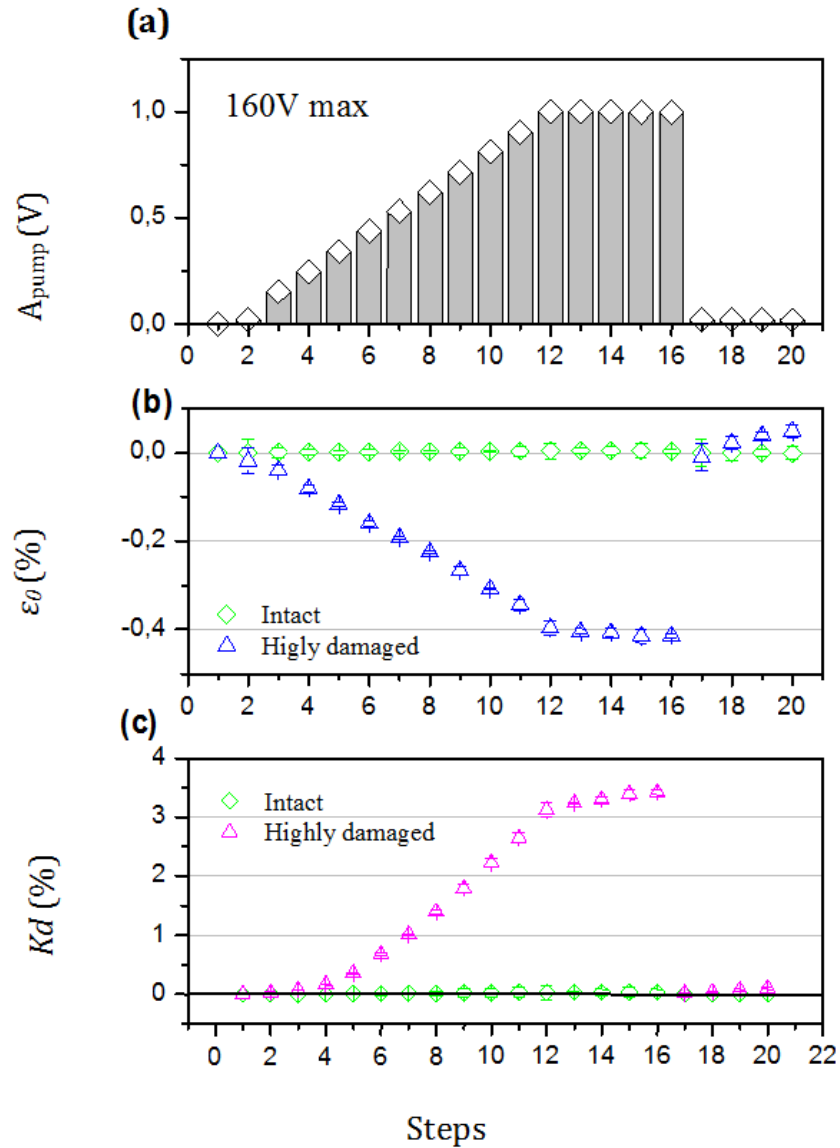 (a)
160V max
1,0
0,5
0,0
A pump (V)
0 2 4 6 8 10 12 14 16 18 20
(b)
0,0
-0,2
-0,4
εθ (%)
Intact
Higly damaged
0 2 4 6 8 10 12 14 16 18 20
(c)
4
3
2
1
0
Kd (%)
Intact
Highly damaged
0 2 4 6 8 10 12 14 16 18 20 22
Steps